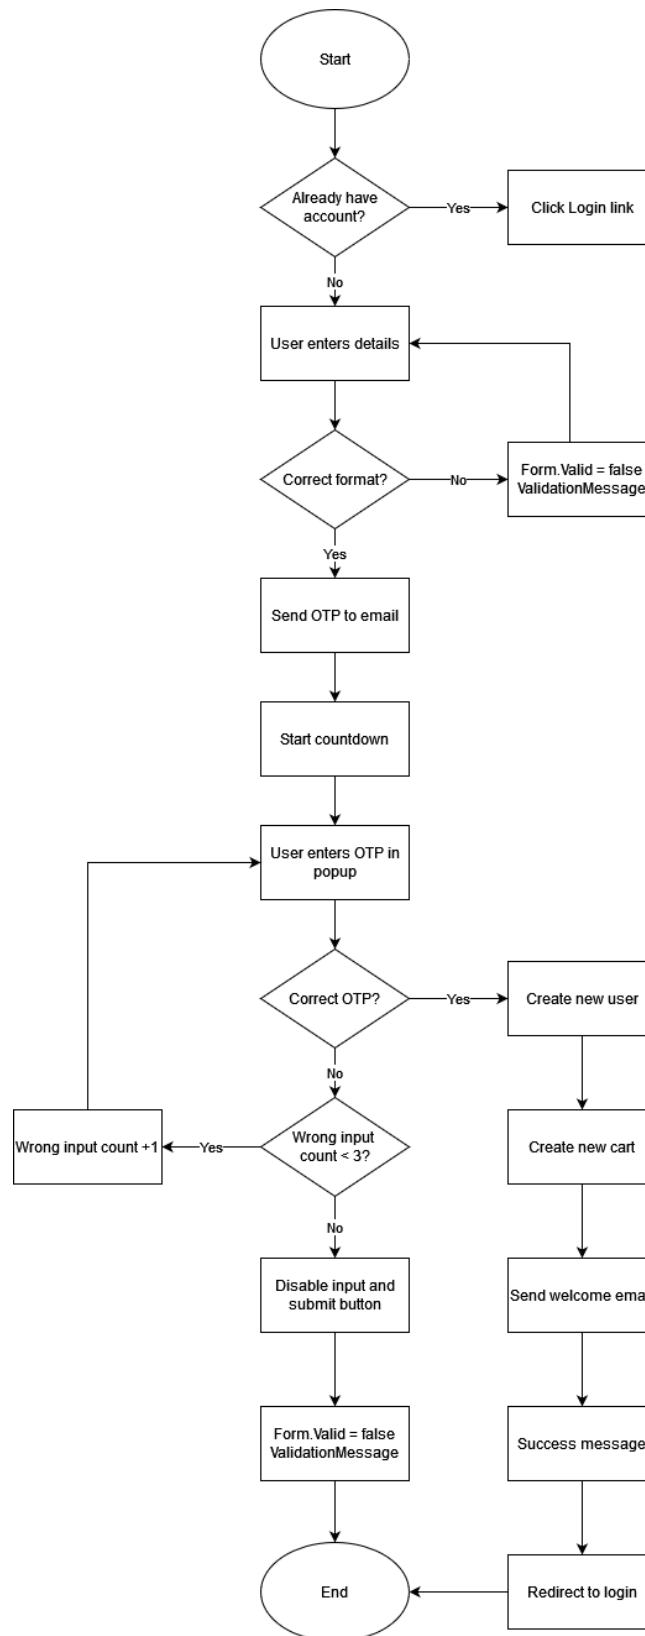 Start
Already have
account?
Yes
Click Login link
No
User enters details
Correct format?
No
Form.Valid = false
ValidationMessage
Yes
Send OTP to email
Start countdown
User enters OTP in
popup
Correct OTP?
Yes
Create new user
No
Wrong input count +1
Yes
Wrong input
count < 3?
Create new cart
No
Disable input and
submit button
Send welcome ema
Form.Valid = false
ValidationMessage
Success message
End
Redirect to login